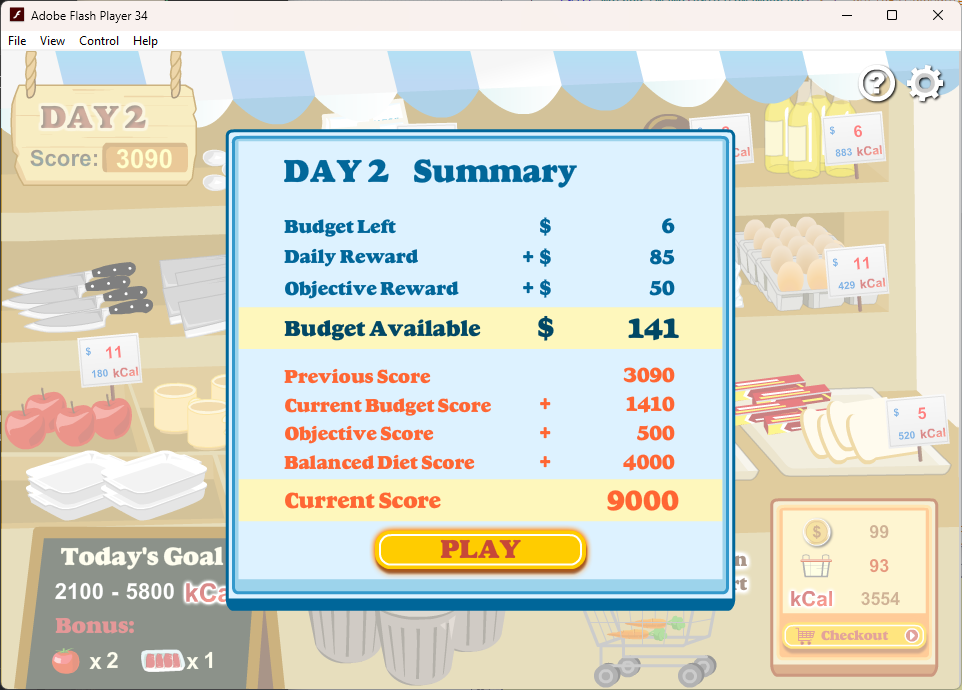 Adobe Flash Player 34
File View Control Help
DAY 2
Score: 3090
$ 6
883 kCal
$ 11
429 kCal
$ 11
180 kCal
$ 5
520 kCal
DAY 2 Summary
Budget Left $ 6
Daily Reward + $ 85
Objective Reward + $ 50
Budget Available $ 141
Previous Score 3090
Current Budget Score + 1410
Objective Score + 500
Balanced Diet Score + 4000
Current Score 9000
PLAY
Today's Goal
2100 - 5800 kCa
Bonus:
x 2 x 1
$ 99
93
kCal 3554
Checkout